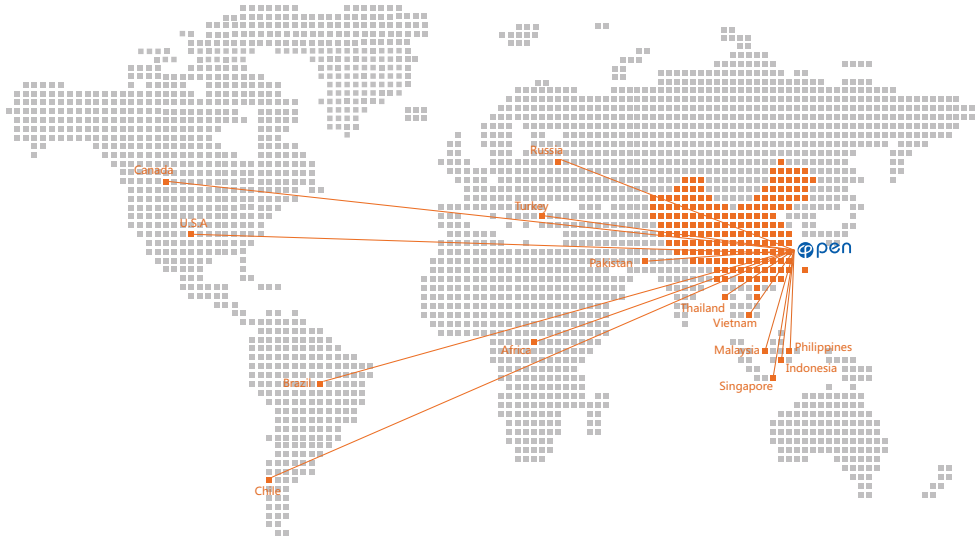 Russia
Canada
Turkey
U.S.A
open
Pakistan
Thailand
Vietnam
Malaysia
Philippines
Africa
Indonesia
Brazil
Singapore
Chile